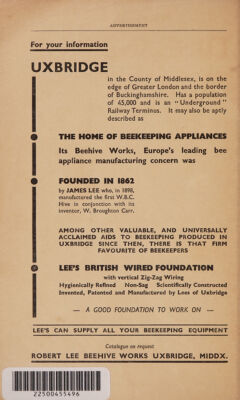 ADVERTISEMENT
For your information
UXBRIDGE
in the County of Middlesex, is on the
edge of Greater London and the border
of Buckinghamshire. Has a population
of 45,000 and is an "Underground"
Railway Terminus. It may also be aptly
described as
THE HOME OF BEEKEEPING APPLIANCES
Its Beehive Works, Europe's leading bee
appliance manufacturing concern was
FOUNDED IN 1862
by JAMES LEE who, in 1898,
manufactured the first W.B.C.
Hive in conjunction with its
inventor, W. Broughton Carr.
AMONG OTHER VALUABLE, AND UNIVERSALLY
ACCLAIMED AIDS TO BEEKEEPING PRODUCED IN
UXBRIDGE SINCE THEN, THERE IS THAT FIRM
FAVOURITE OF BEEKEEPERS
LEE'S BRITISH WIRED FOUNDATION
with vertical Zig-Zag Wiring
Hygienically Refined Non-Sag Scientifically Constructed
Invented, Patented and Manufactured by Lees of Uxbridge
— A GOOD FOUNDATION TO WORK ON —
LEE'S CAN SUPPLY ALL YOUR BEEKEEPING EQUIPMENT
Catalogue on request
ROBERT LEE BEEHIVE WORKS UXBRIDGE, MIDDX.
22500455496